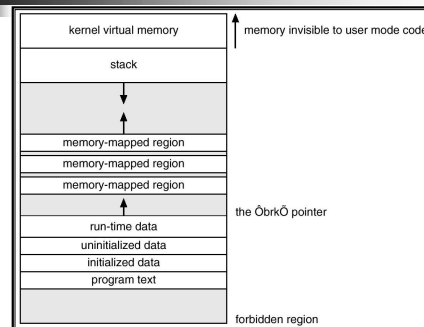 kernel virtual memory
memory invisible to user mode code
stack
memory-mapped region
memory-mapped region
memory-mapped region
the ÔbrkÕ pointer
run-time data
uninitialized data
initialized data
program text
forbidden region